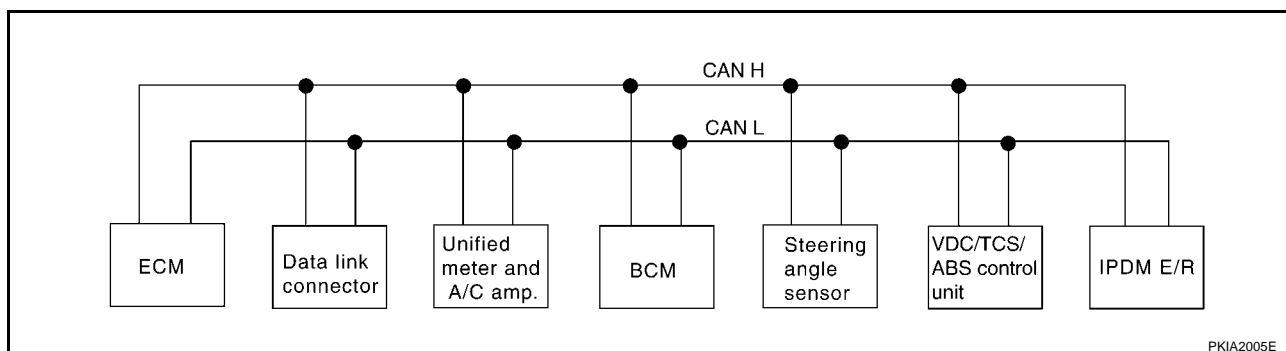 CAN H
CAN L
ECM
Data link
connector
Unified
meter and
A/C amp.
BCM
Steering
angle
sensor
VDC/TCS/
ABS control
unit
IPDM E/R
PKIA2005E